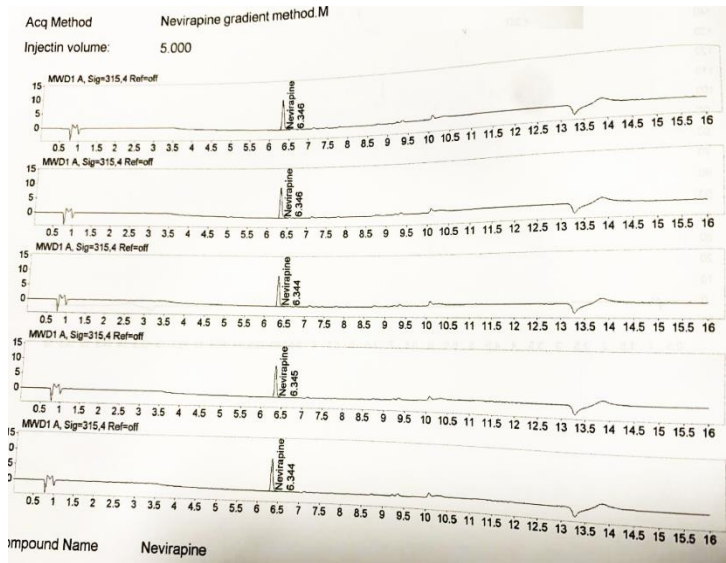 Acq Method Nevirapine gradient method.M
Injectin volume: 5.000
MWD1 A, Sig=315,4 Ref=off
15
10
5
0
Nevirapine
6.346
0.5 1 1.5 2 2.5 3 3.5 4 4.5 5 5.5 6 6.5 7 7.5 8 8.5 9 9.5 10 10.5 11 11.5 12 12.5 13 13.5 14 14.5 15 15.5 16
MWD1 A, Sig=315,4 Ref=off
15
10
5
0
Nevirapine
6.346
0.5 1 1.5 2 2.5 3 3.5 4 4.5 5 5.5 6 6.5 7 7.5 8 8.5 9 9.5 10 10.5 11 11.5 12 12.5 13 13.5 14 14.5 15 15.5 16
MWD1 A, Sig=315,4 Ref=off
15
10
5
0
Nevirapine
6.344
0.5 1 1.5 2 2.5 3 3.5 4 4.5 5 5.5 6 6.5 7 7.5 8 8.5 9 9.5 10 10.5 11 11.5 12 12.5 13 13.5 14 14.5 15 15.5 16
MWD1 A, Sig=315,4 Ref=off
15
10
5
0
Nevirapine
6.345
0.5 1 1.5 2 2.5 3 3.5 4 4.5 5 5.5 6 6.5 7 7.5 8 8.5 9 9.5 10 10.5 11 11.5 12 12.5 13 13.5 14 14.5 15 15.5 16
MWD1 A, Sig=315,4 Ref=off
15
10
5
0
Nevirapine
6.344
0.5 1 1.5 2 2.5 3 3.5 4 4.5 5 5.5 6 6.5 7 7.5 8 8.5 9 9.5 10 10.5 11 11.5 12 12.5 13 13.5 14 14.5 15 15.5 16
ompound Name Nevirapine